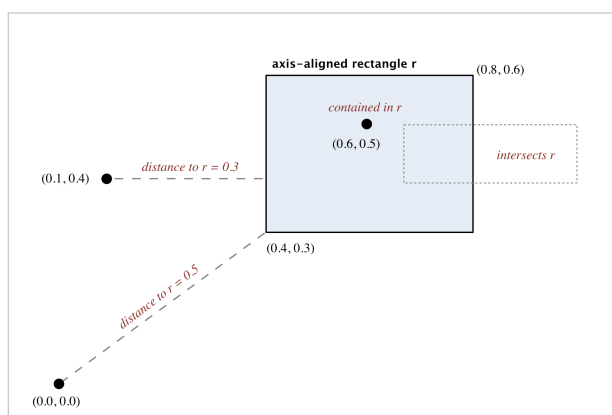 axis-aligned rectangle r
(0.8, 0.6)
contained in r
(0.6, 0.5)
intersects r
distance to r = 0.3
(0.1, 0.4)
(0.4, 0.3)
distance to r = 0.5
(0.0, 0.0)